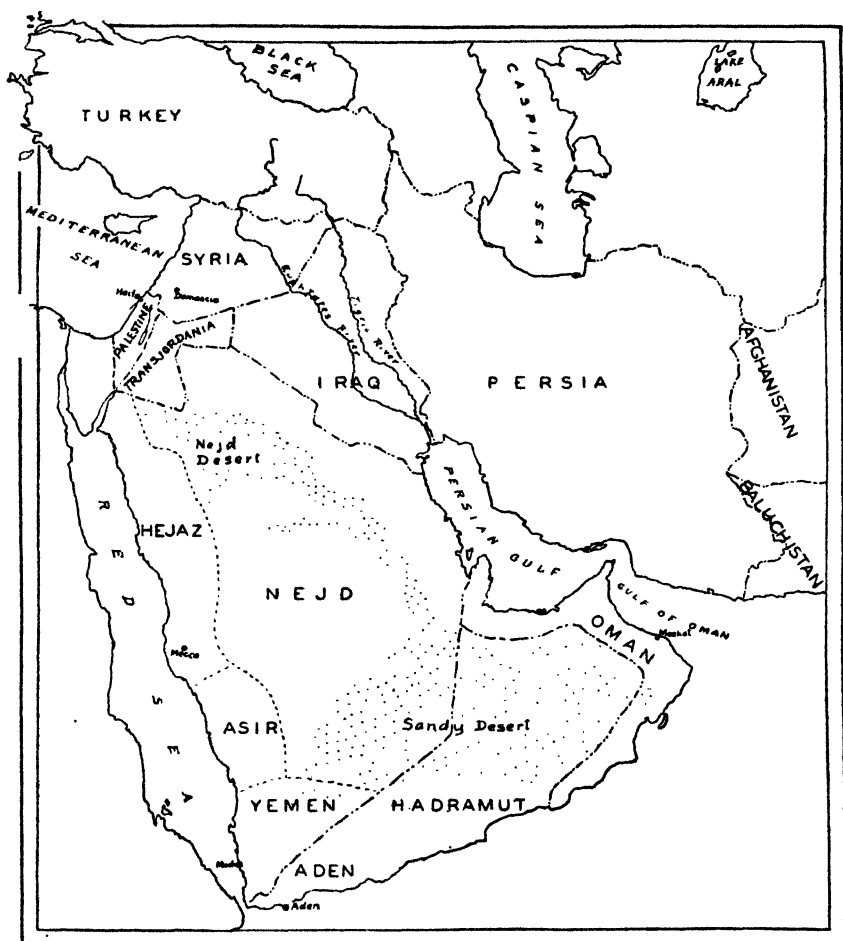 BLACK
SEA
CASPIAN SEA
LAKE
ARAL
TURKEY
MEDITERRANEAN
SEA
SYRIA
Damascus
Haifa
PALESTINE
TRANSJORDANIA
Euphrates River
Tigris River
IRAQ
PERSIA
AFGHANISTAN
BALUCHISTAN
Nejd
Desert
PERSIAN GULF
RED SEA
HEJAZ
NEJD
GULF OF OMAN
OMAN
Maskat
Mecca
ASIR
Sandy Desert
YEMEN
HADRAMUT
ADEN
Aden